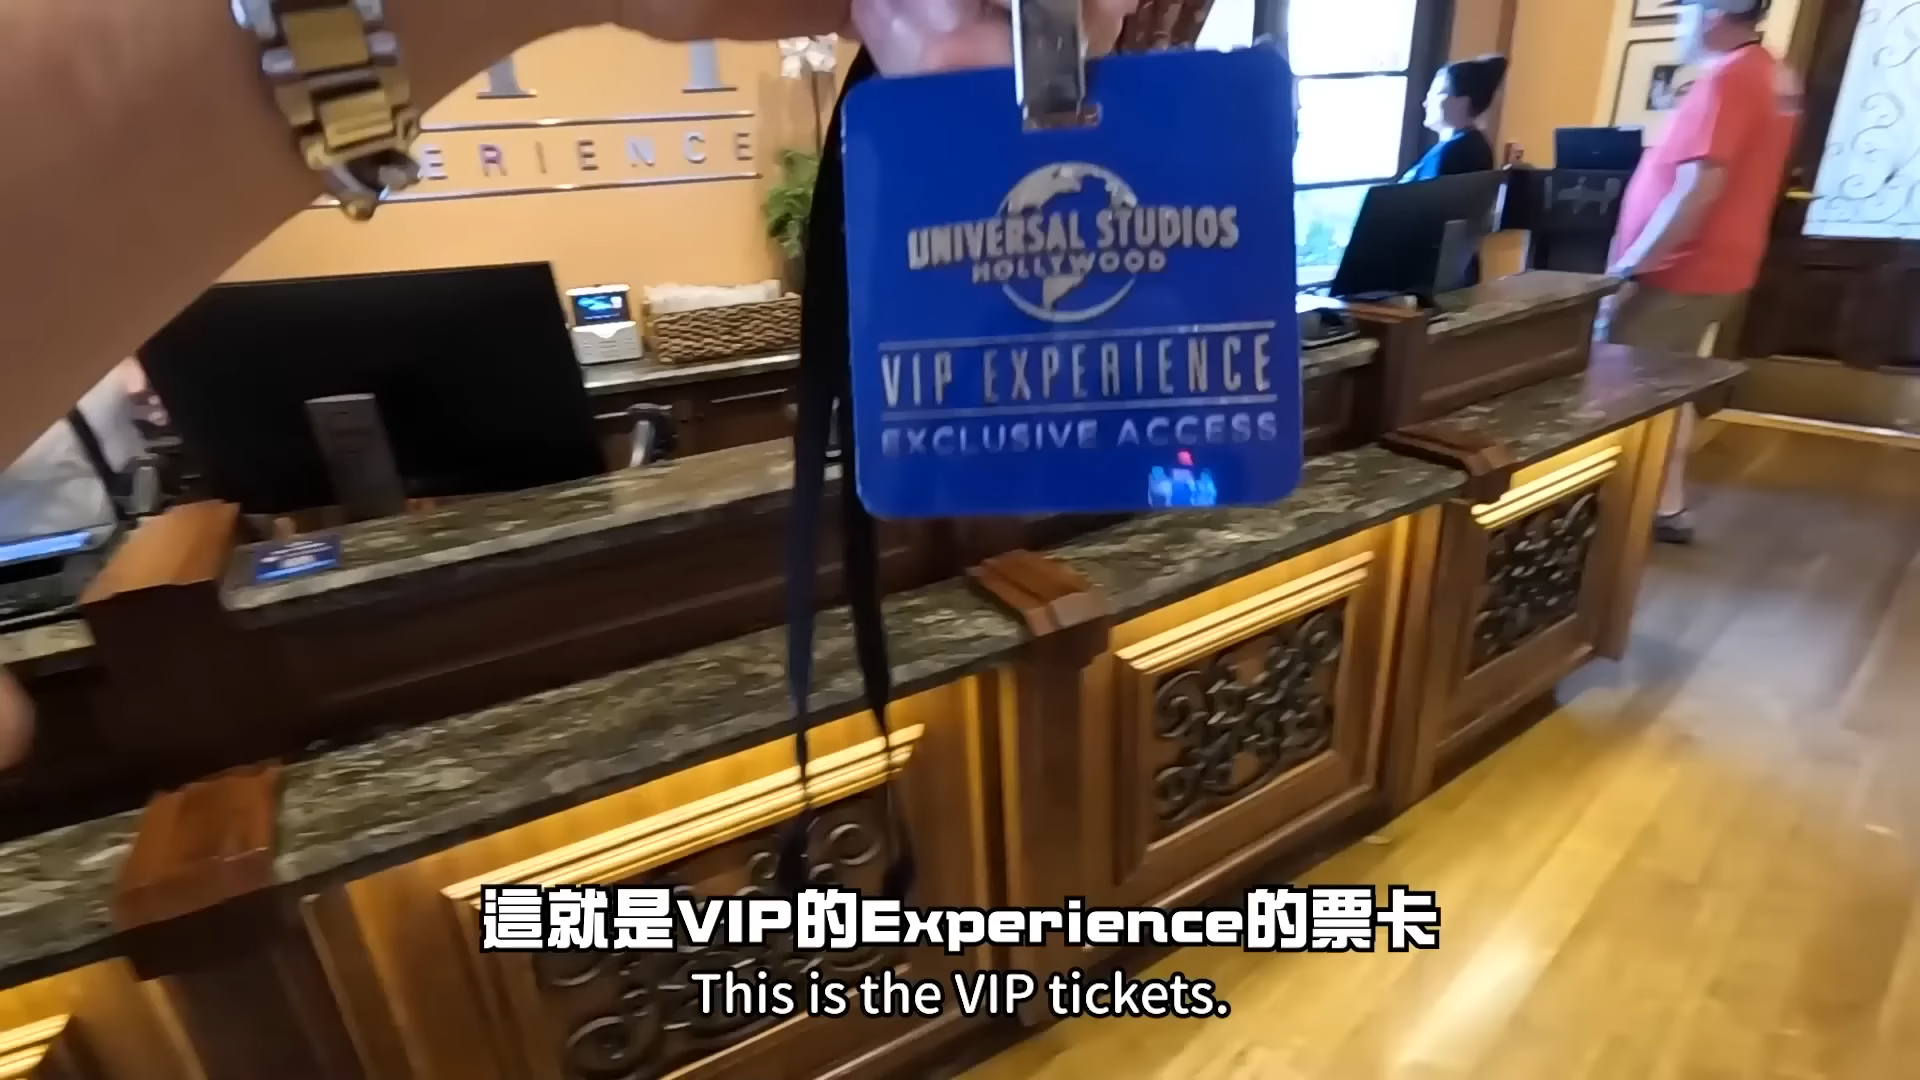 ERIENCE
UNIVERSAL STUDIOS
HOLLYWOOD
VIP EXPERIENCE
EXCLUSIVE ACCESS
這就是VIP的Experience的票卡
This is the VIP tickets.